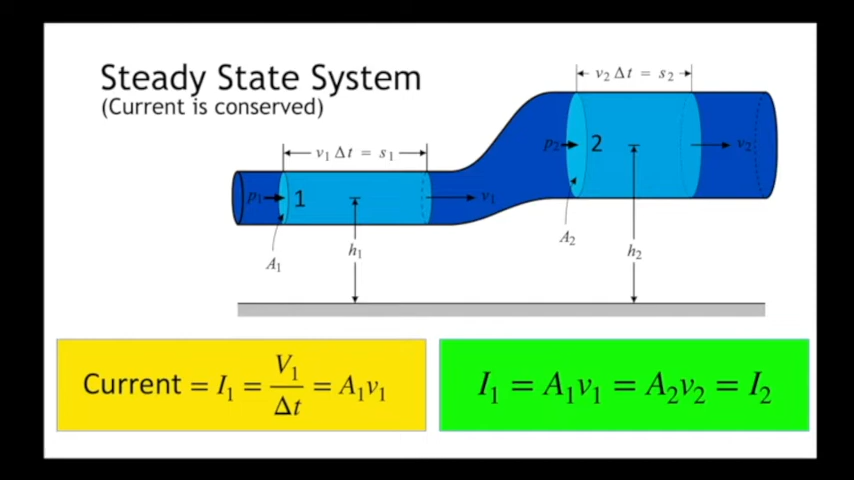 Steady State System
(Current is conserved)
v₂ Δt = s₂
v₁ Δt = s₁
p₂
2
v₂
p₁
1
v₁
A₁
h₁
A₂
h₂
Current = I₁ = V₁/Δt = A₁v₁
I₁ = A₁v₁ = A₂v₂ = I₂